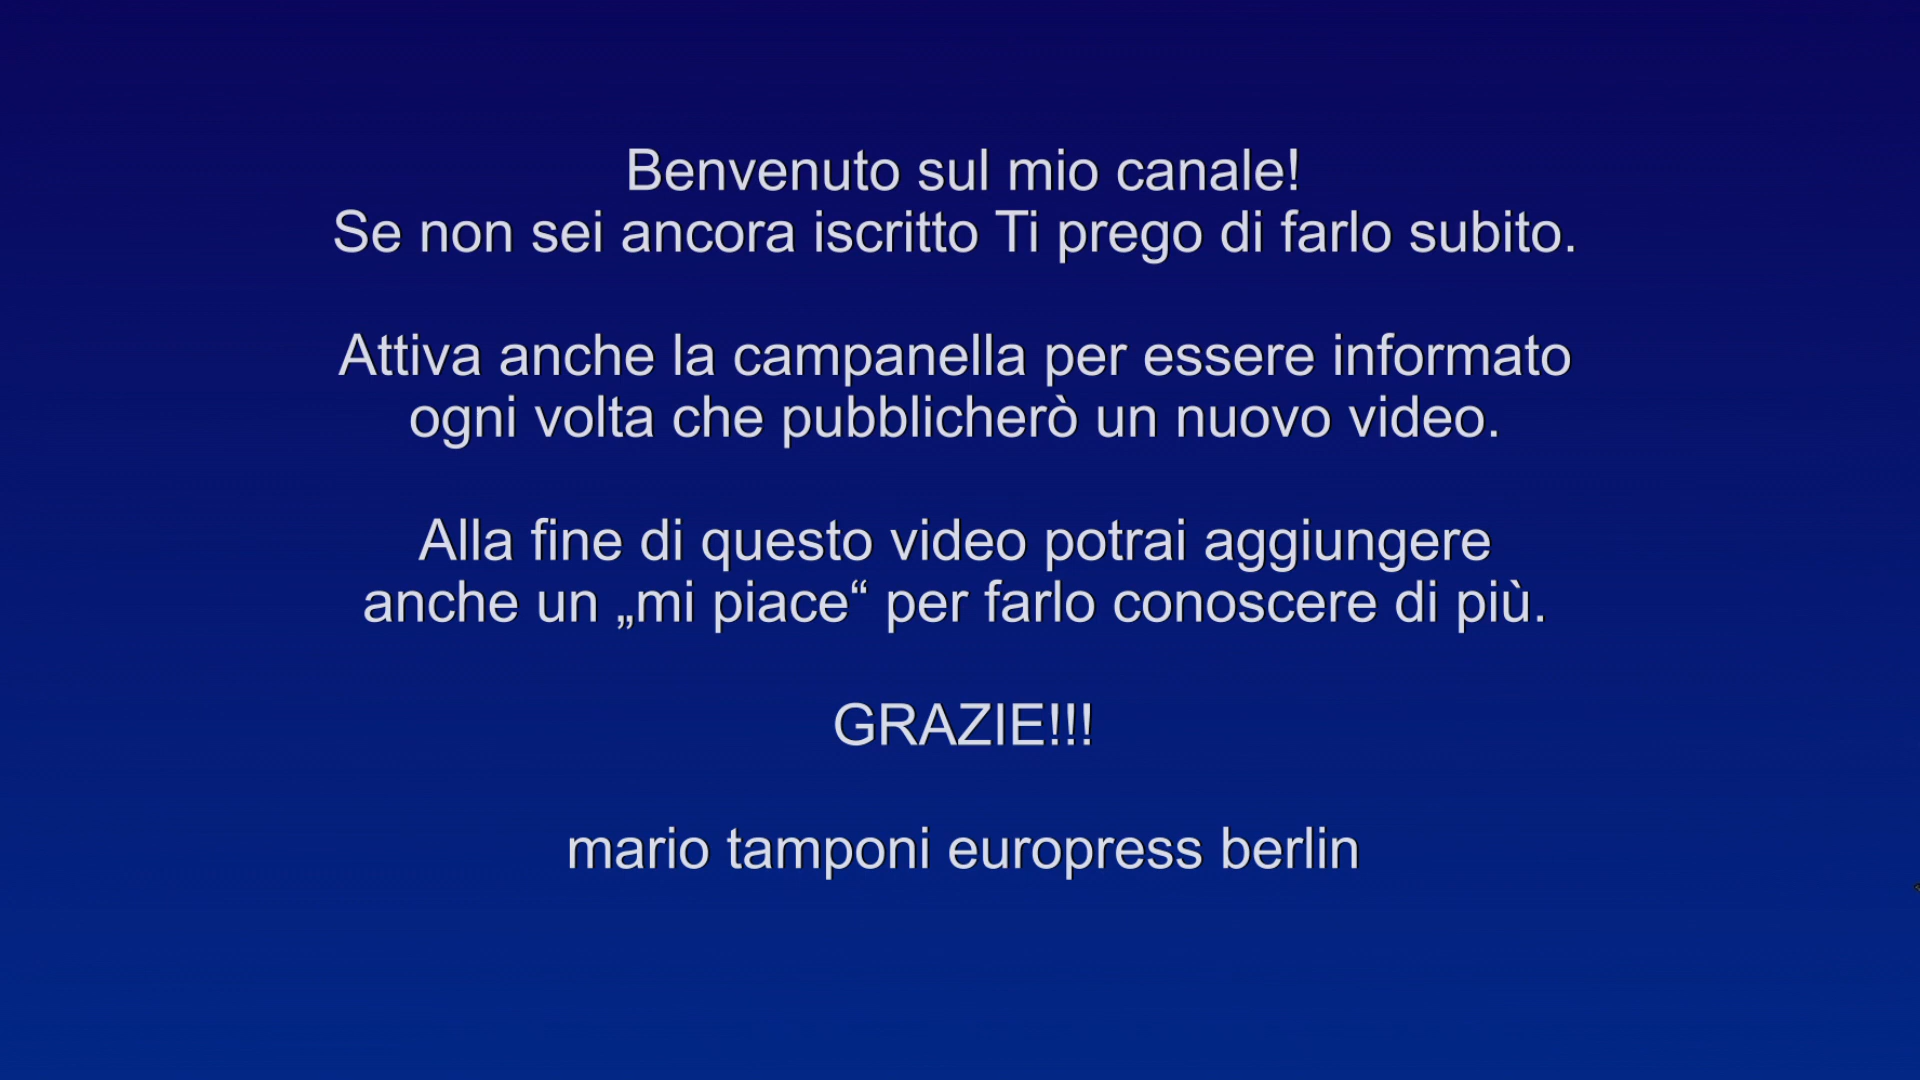 Benvenuto sul mio canale!
Se non sei ancora iscritto Ti prego di farlo subito.
Attiva anche la campanella per essere informato
ogni volta che pubblicherò un nuovo video.
Alla fine di questo video potrai aggiungere
anche un „mi piace“ per farlo conoscere di più.
GRAZIE!!!
mario tamponi europress berlin